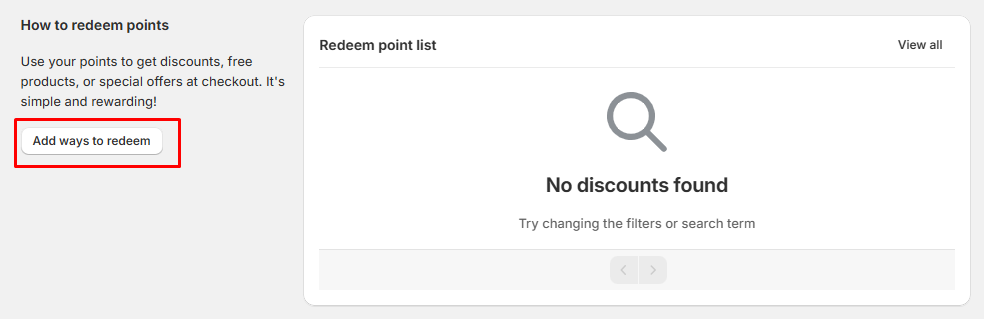 How to redeem points
Use your points to get discounts, free
products, or special offers at checkout. It's
simple and rewarding!
Add ways to redeem
Redeem point list
View all
No discounts found
Try changing the filters or search term